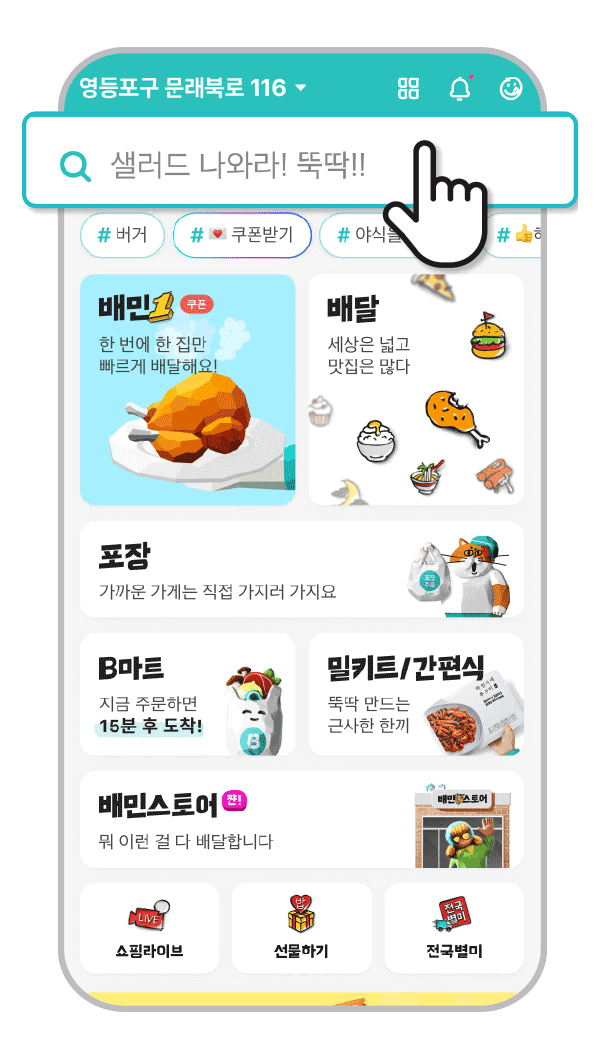 영등포구 문래북로 116
샐러드 나와라! 뚝딱!!
# 버거
# 💌 쿠폰받기
# 야식을
# 👍
배민1 쿠폰
한 번에 한 집만
빠르게 배달해요!
배달
세상은 넓고
맛집은 많다
포장
가까운 가게는 직접 가지러 가지요
포장
주문
B마트
지금 주문하면
15분 후 도착!
B
밀키트/간편식
뚝딱 만드는
근사한 한끼
배민스토어 쨘!
뭐 이런 걸 다 배달합니다
배민스토어
LIVE
쇼핑라이브
밥
선물하기
전국
별미
전국별미